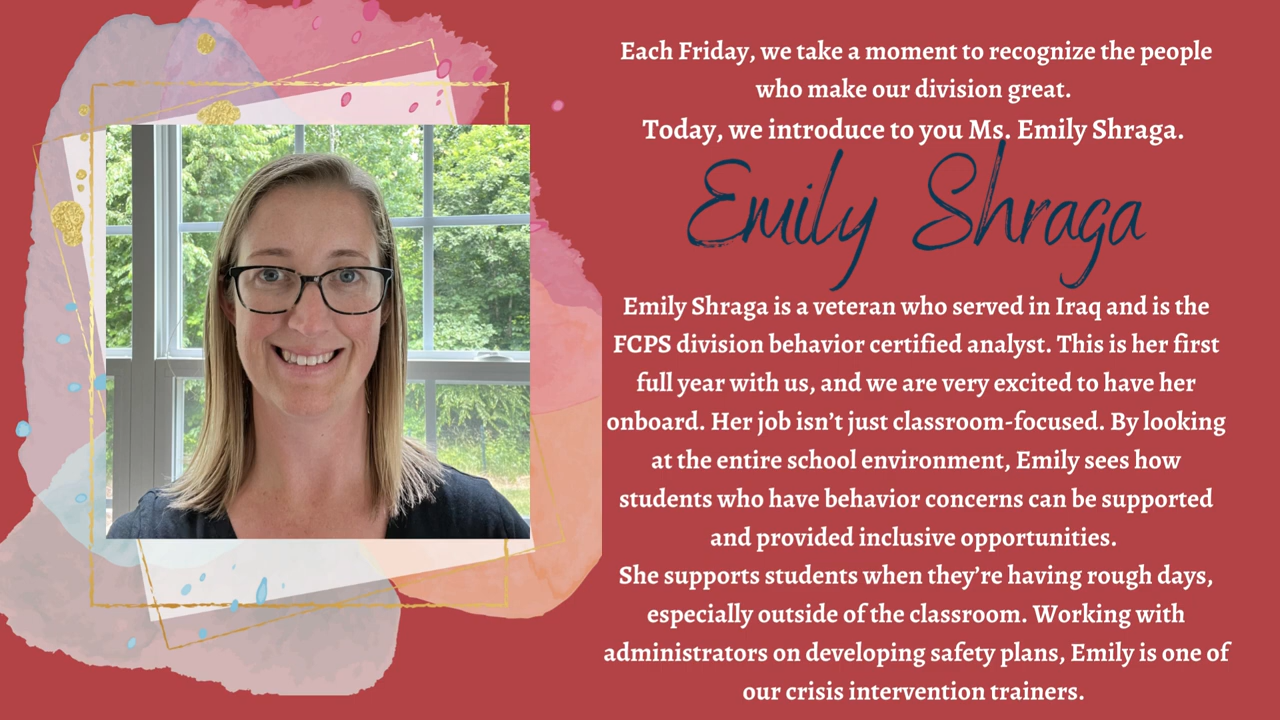 Each Friday, we take a moment to recognize the people
who make our division great.
Today, we introduce to you Ms. Emily Shraga.
Emily Shraga
Emily Shraga is a veteran who served in Iraq and is the
FCPS division behavior certified analyst. This is her first
full year with us, and we are very excited to have her
onboard. Her job isn’t just classroom-focused. By looking
at the entire school environment, Emily sees how
students who have behavior concerns can be supported
and provided inclusive opportunities.
She supports students when they’re having rough days,
especially outside of the classroom. Working with
administrators on developing safety plans, Emily is one of
our crisis intervention trainers.